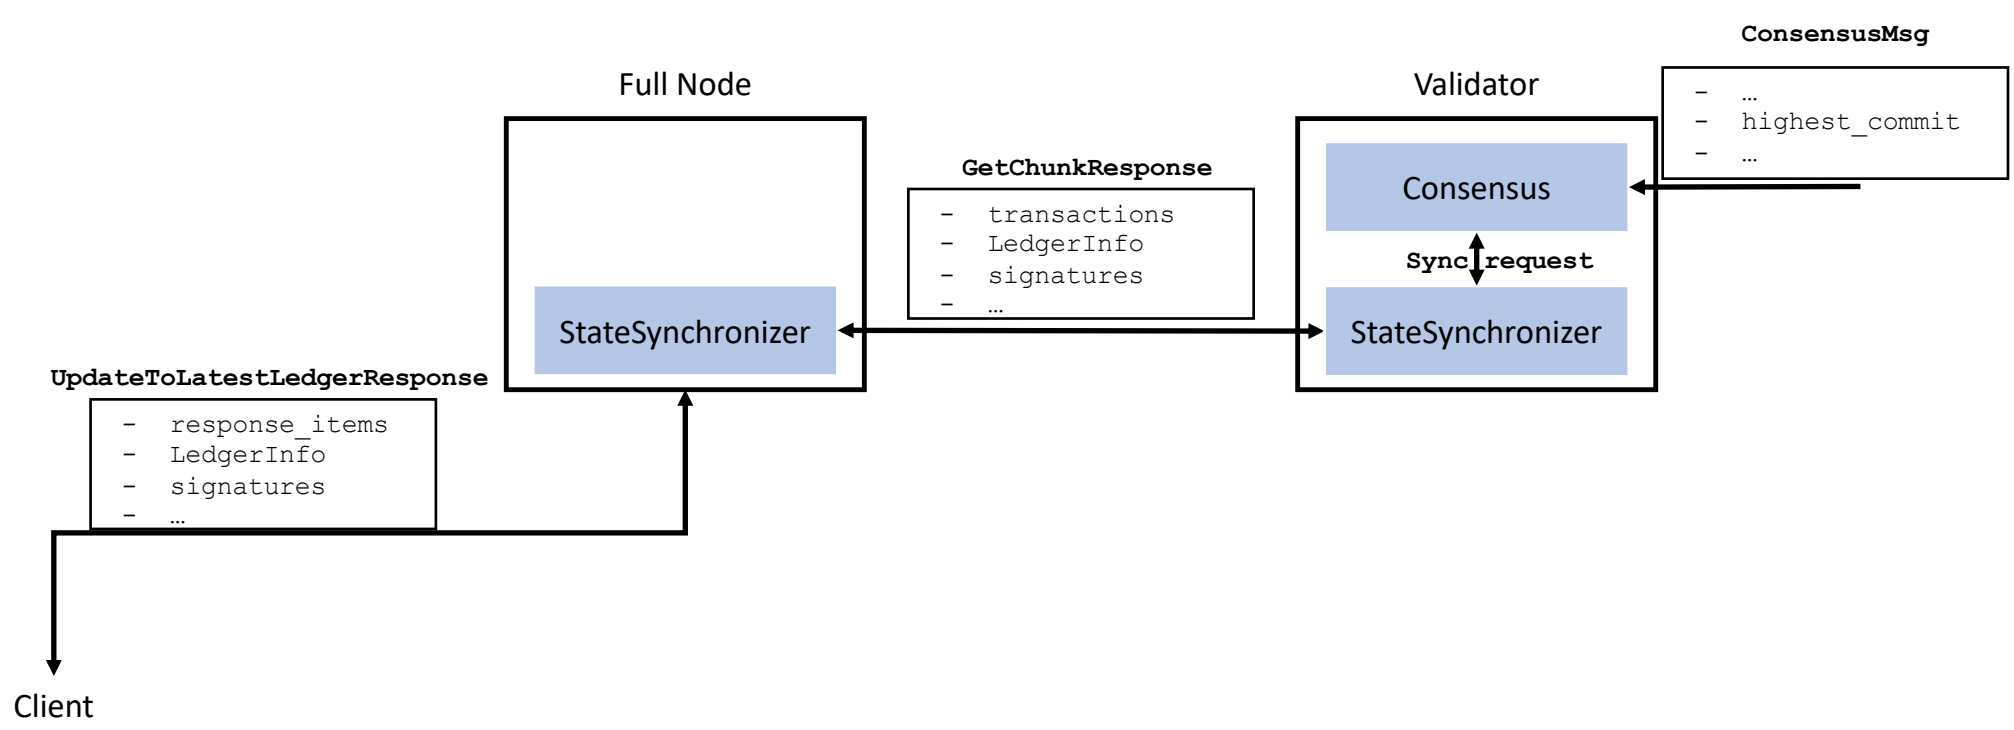 ConsensusMsg
- …
- highest_commit
- …
Full Node
Validator
GetChunkResponse
- transactions
- LedgerInfo
- signatures
- …
Consensus
Sync request
StateSynchronizer
StateSynchronizer
UpdateToLatestLedgerResponse
- response_items
- LedgerInfo
- signatures
- …
Client